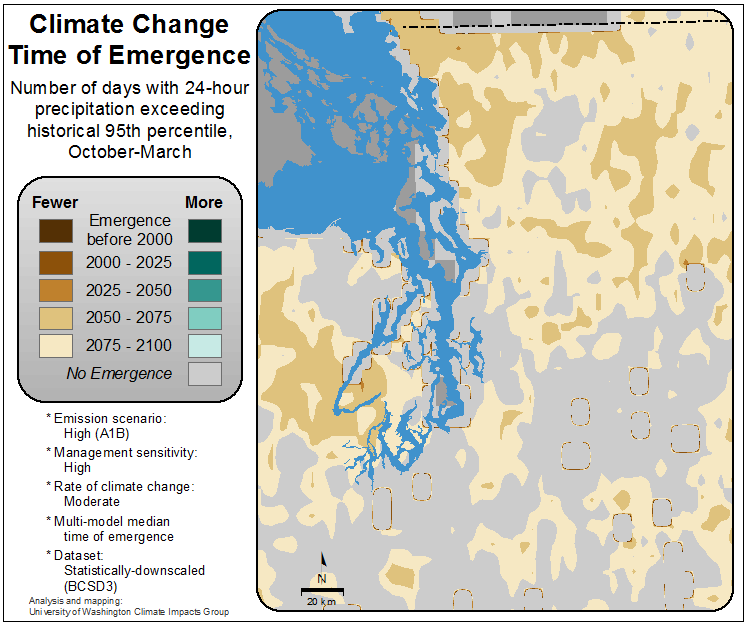 Climate Change
Time of Emergence
Number of days with 24-hour
precipitation exceeding
historical 95th percentile,
October-March
Fewer More
Emergence
before 2000
2000 - 2025
2025 - 2050
2050 - 2075
2075 - 2100
No Emergence
* Emission scenario:
High (A1B)
* Management sensitivity:
High
* Rate of climate change:
Moderate
* Multi-model median
time of emergence
* Dataset:
Statistically-downscaled
(BCSD3)
Analysis and mapping:
University of Washington Climate Impacts Group
N
20 km